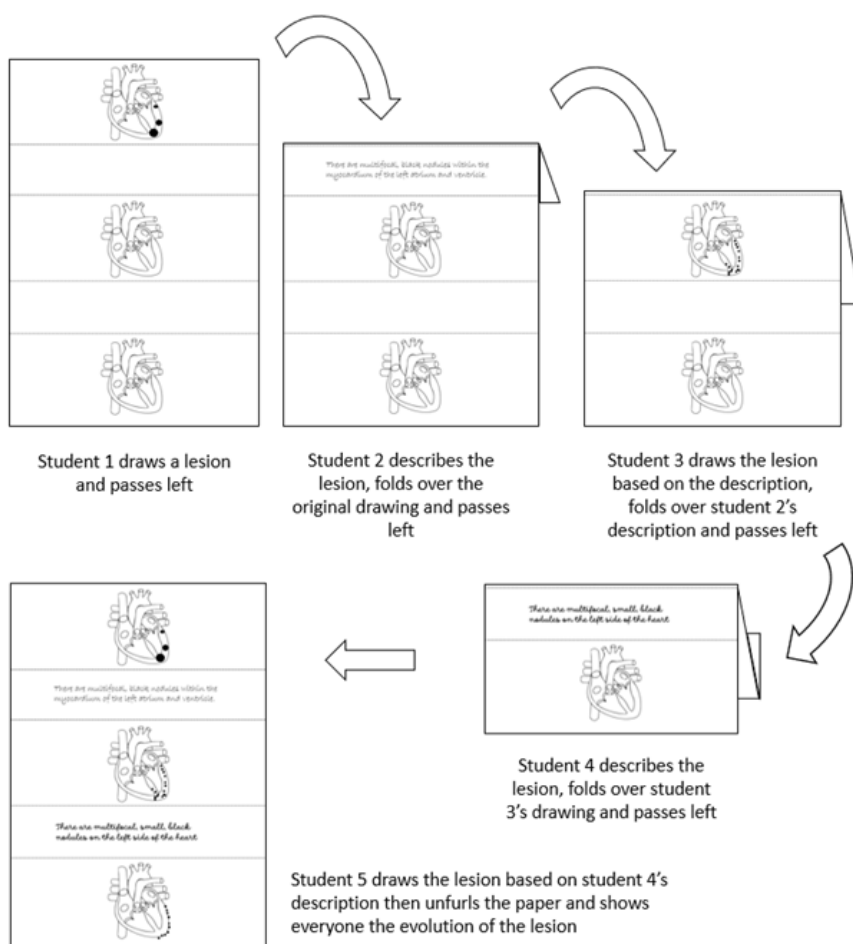 There are multifocal, black nodules within the
myocardium of the left atrium and ventricle.
Student 1 draws a lesion
and passes left
Student 2 describes the
lesion, folds over the
original drawing and passes
left
Student 3 draws the lesion
based on the description,
folds over student 2’s
description and passes left
There are multifocal, small, black
nodules on the left side of the heart
Student 4 describes the
lesion, folds over student
3’s drawing and passes left
There are multifocal, black nodules within the
myocardium of the left atrium and ventricle.
There are multifocal, small, black
nodules on the left side of the heart
Student 5 draws the lesion based on student 4’s
description then unfurls the paper and shows
everyone the evolution of the lesion